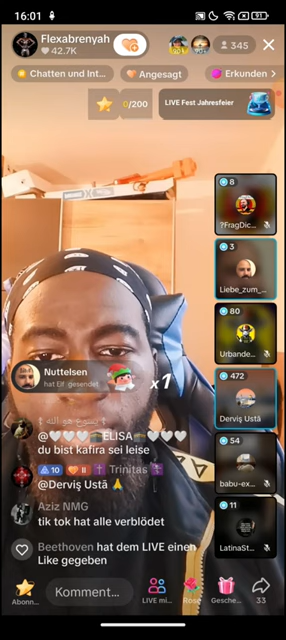 16:01
91
Flexabrenyah
42.7K
345
Chatten und Int...
Angesagt
Erkunden >
0/200
LIVE Fest Jahresfeier
8
?FragDic...
3
Liebe_zum_...
80
Urbande...
472
Derviş Ustâ
54
babu-ex...
11
LatinaSt...
Nuttelsen
hat Elf gesendet
x1
@🤍🤍🤍🕋ELISA🕋🤍🤍🤍
du bist kafira sei leise
10 II ✝️ Trinitas ✝️
@Derviş Ustâ 🙏
Aziz NMG
tik tok hat alle verblödet
Beethoven hat dem LIVE einen
Like gegeben
Abonn...
Komment...
LIVE mi...
Rose
Gesche...
33